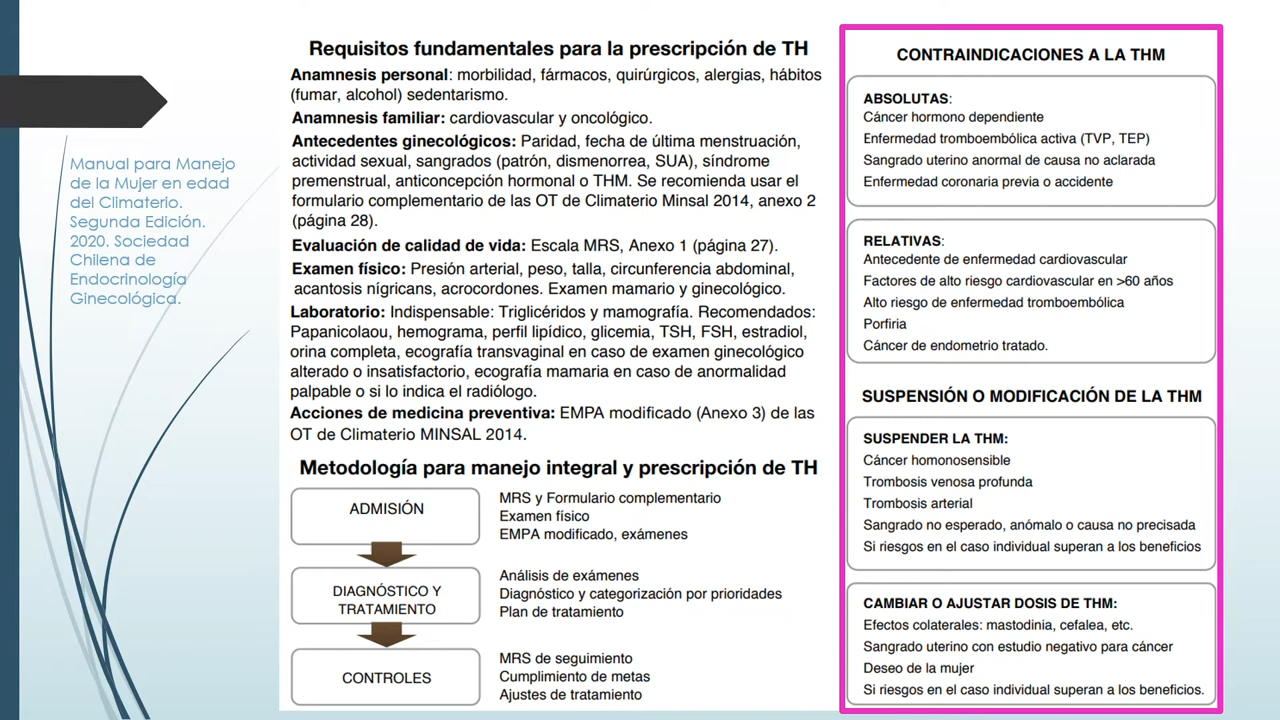 Manual para Manejo
de la Mujer en edad
del Climaterio.
Segunda Edición.
2020. Sociedad
Chilena de
Endocrinología
Ginecológica.
Requisitos fundamentales para la prescripción de TH
Anamnesis personal: morbilidad, fármacos, quirúrgicos, alergias, hábitos
(fumar, alcohol) sedentarismo.
Anamnesis familiar: cardiovascular y oncológico.
Antecedentes ginecológicos: Paridad, fecha de última menstruación,
actividad sexual, sangrados (patrón, dismenorrea, SUA), síndrome
premenstrual, anticoncepción hormonal o THM. Se recomienda usar el
formulario complementario de las OT de Climaterio Minsal 2014, anexo 2
(página 28).
Evaluación de calidad de vida: Escala MRS, Anexo 1 (página 27).
Examen físico: Presión arterial, peso, talla, circunferencia abdominal,
acantosis nígricans, acrocordones. Examen mamario y ginecológico.
Laboratorio: Indispensable: Triglicéridos y mamografía. Recomendados:
Papanicolaou, hemograma, perfil lipídico, glicemia, TSH, FSH, estradiol,
orina completa, ecografía transvaginal en caso de examen ginecológico
alterado o insatisfactorio, ecografía mamaria en caso de anormalidad
palpable o si lo indica el radiólogo.
Acciones de medicina preventiva: EMPA modificado (Anexo 3) de las
OT de Climaterio MINSAL 2014.
Metodología para manejo integral y prescripción de TH
ADMISIÓN
MRS y Formulario complementario
Examen físico
EMPA modificado, exámenes
DIAGNÓSTICO Y
TRATAMIENTO
Análisis de exámenes
Diagnóstico y categorización por prioridades
Plan de tratamiento
CONTROLES
MRS de seguimiento
Cumplimiento de metas
Ajustes de tratamiento
CONTRAINDICACIONES A LA THM
ABSOLUTAS:
Cáncer hormono dependiente
Enfermedad tromboembólica activa (TVP, TEP)
Sangrado uterino anormal de causa no aclarada
Enfermedad coronaria previa o accidente
RELATIVAS:
Antecedente de enfermedad cardiovascular
Factores de alto riesgo cardiovascular en >60 años
Alto riesgo de enfermedad tromboembólica
Porfiria
Cáncer de endometrio tratado.
SUSPENSIÓN O MODIFICACIÓN DE LA THM
SUSPENDER LA THM:
Cáncer homonosensible
Trombosis venosa profunda
Trombosis arterial
Sangrado no esperado, anómalo o causa no precisada
Si riesgos en el caso individual superan a los beneficios
CAMBIAR O AJUSTAR DOSIS DE THM:
Efectos colaterales: mastodinia, cefalea, etc.
Sangrado uterino con estudio negativo para cáncer
Deseo de la mujer
Si riesgos en el caso individual superan a los beneficios.